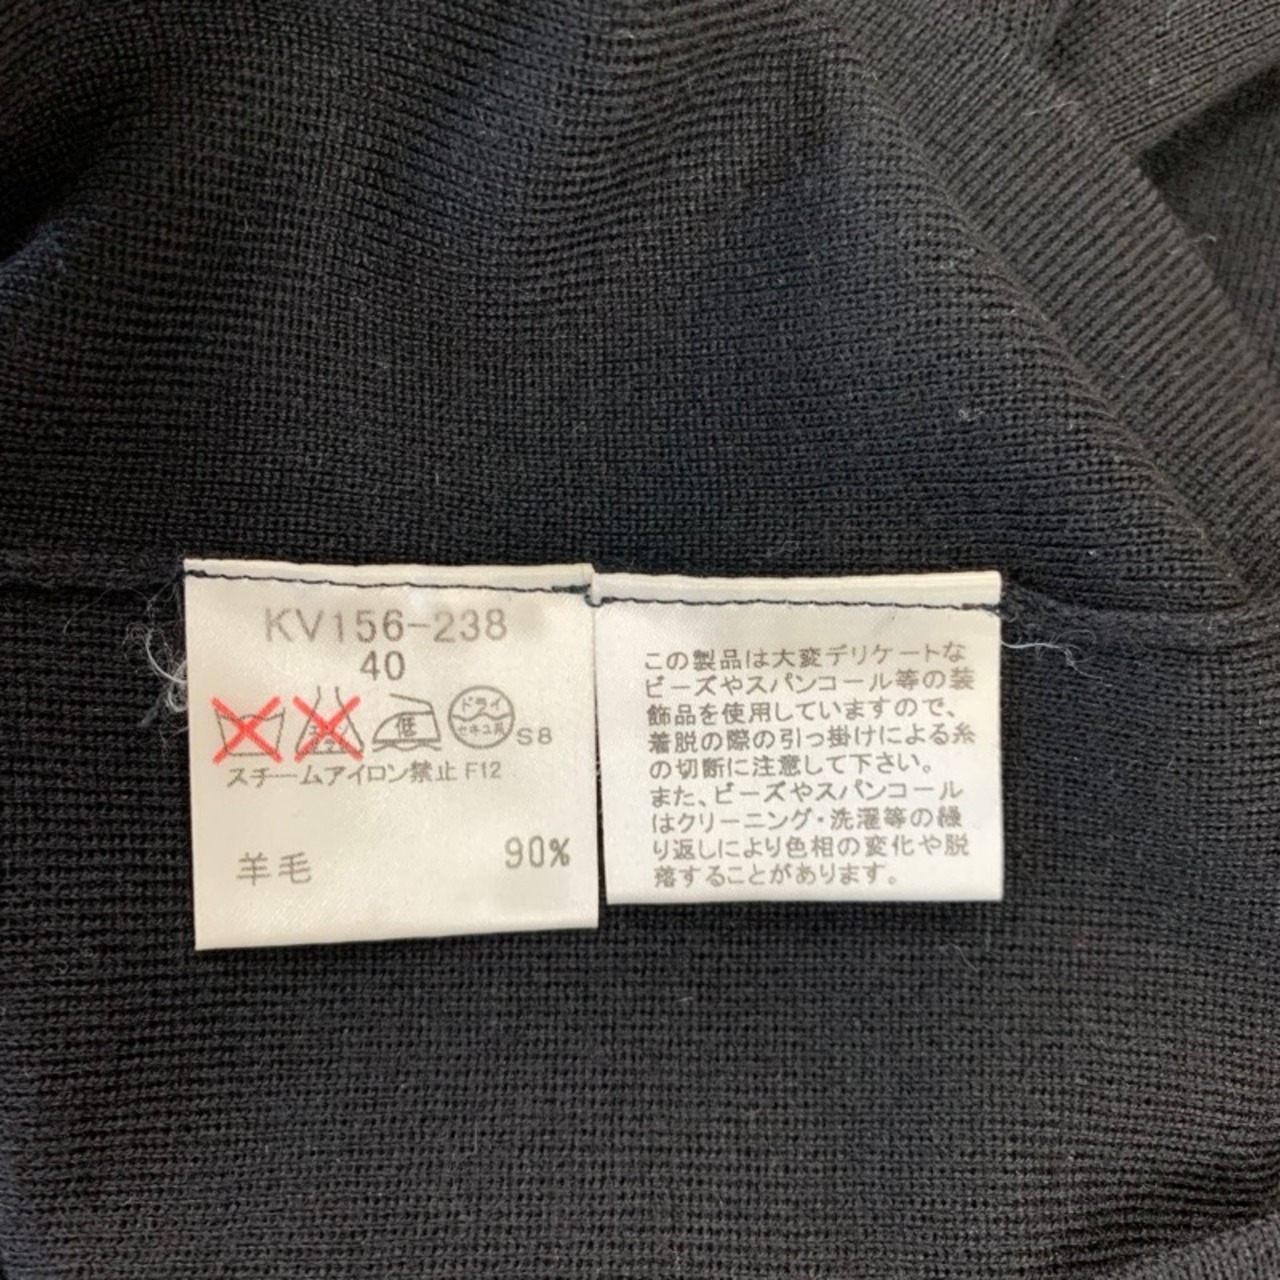 KV156-238
40
低
ドライ
セキユ系
S8
スチームアイロン禁止 F12
羊毛 90%
この製品は大変デリケートな
ビーズやスパンコール等の装
飾品を使用していますので、
着脱の際の引っ掛けによる糸
の切断に注意して下さい。
また、ビーズやスパンコール
はクリーニング・洗濯等の繰
り返しにより色相の変化や脱
落することがあります。